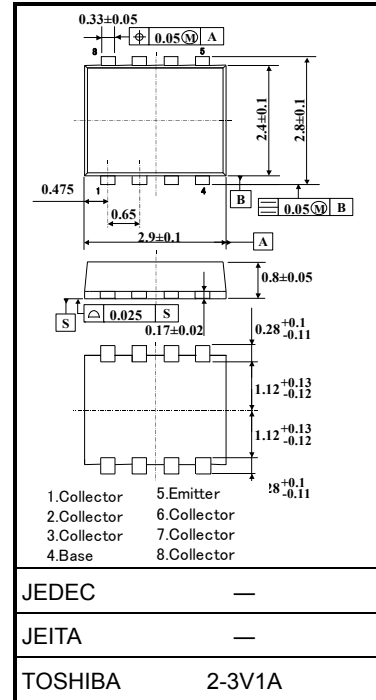 0.33±0.05
⌖ 0.05Ⓜ A
8 5
2.4±0.1
2.8±0.1
0.475
1 4
B
0.65
⌯ 0.05Ⓜ B
2.9±0.1
A
0.8±0.05
S
⌓ 0.025 S
0.17±0.02
0.28 +0.1 -0.11
1.12 +0.13 -0.12
1.12 +0.13 -0.12
28 +0.1 -0.11
1.Collector 5.Emitter
2.Collector 6.Collector
3.Collector 7.Collector
4.Base 8.Collector
JEDEC —
JEITA —
TOSHIBA 2-3V1A